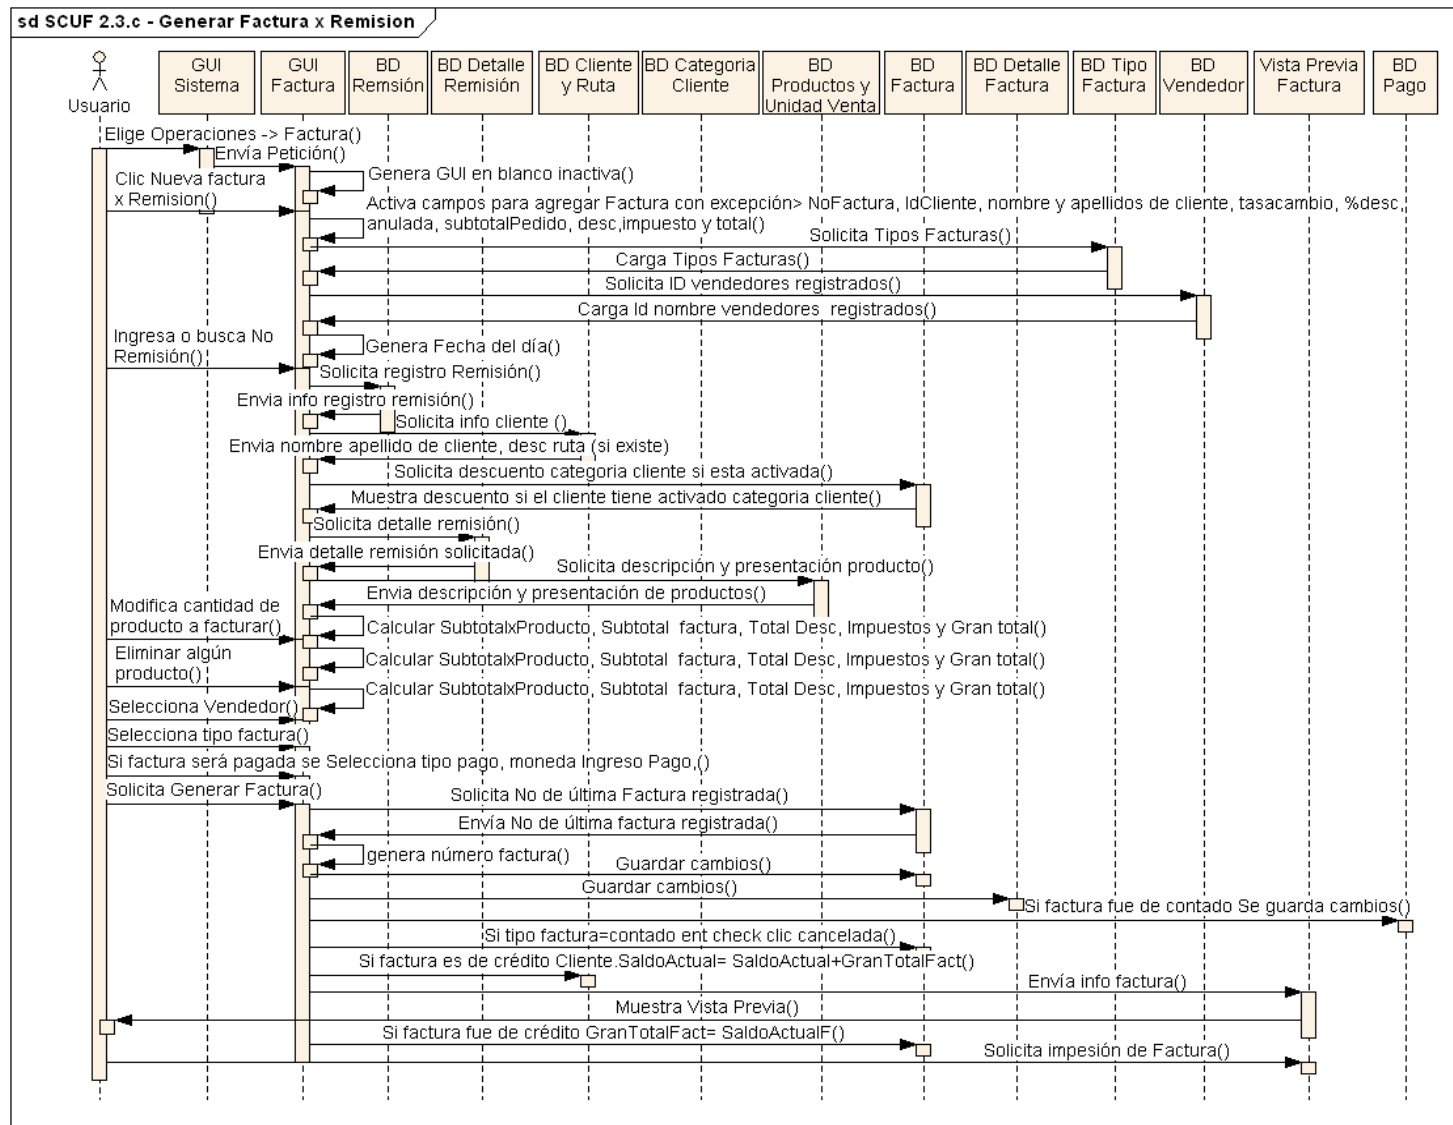 sd SCUF 2.3.c - Generar Factura x Remision
Usuario
GUI
Sistema
GUI
Factura
BD
Remsión
BD Detalle
Remisión
BD Cliente
y Ruta
BD Categoria
Cliente
BD
Productos y
Unidad Venta
BD
Factura
BD Detalle
Factura
BD Tipo
Factura
BD
Vendedor
Vista Previa
Factura
BD
Pago
Elige Operaciones -> Factura()
Envía Petición()
Genera GUI en blanco inactiva()
Clic Nueva factura
x Remision()
Activa campos para agregar Factura con excepción> NoFactura, IdCliente, nombre y apellidos de cliente, tasacambio, %desc,
anulada, subtotalPedido, desc,impuesto y total()
Solicita Tipos Facturas()
Carga Tipos Facturas()
Solicita ID vendedores registrados()
Carga Id nombre vendedores  registrados()
Genera Fecha del día()
Ingresa o busca No
Remisión()
Solicita registro Remisión()
Envia info registro remisión()
Solicita info cliente ()
Envia nombre apellido de cliente, desc ruta (si existe)
Solicita descuento categoria cliente si esta activada()
Muestra descuento si el cliente tiene activado categoria cliente()
Solicita detalle remisión()
Envia detalle remisión solicitada()
Solicita descripción y presentación producto()
Envia descripción y presentación de productos()
Modifica cantidad de
producto a facturar()
Calcular SubtotalxProducto, Subtotal  factura, Total Desc, Impuestos y Gran total()
Eliminar algún
producto()
Calcular SubtotalxProducto, Subtotal  factura, Total Desc, Impuestos y Gran total()
Calcular SubtotalxProducto, Subtotal  factura, Total Desc, Impuestos y Gran total()
Selecciona Vendedor()
Selecciona tipo factura()
Si factura será pagada se Selecciona tipo pago, moneda Ingreso Pago,()
Solicita Generar Factura()
Solicita No de última Factura registrada()
Envía No de última factura registrada()
genera número factura()
Guardar cambios()
Guardar cambios()
Si factura fue de contado Se guarda cambios()
Si tipo factura=contado ent check clic cancelada()
Si factura es de crédito Cliente.SaldoActual= SaldoActual+GranTotalFact()
Envía info factura()
Muestra Vista Previa()
Si factura fue de crédito GranTotalFact= SaldoActualF()
Solicita impesión de Factura()